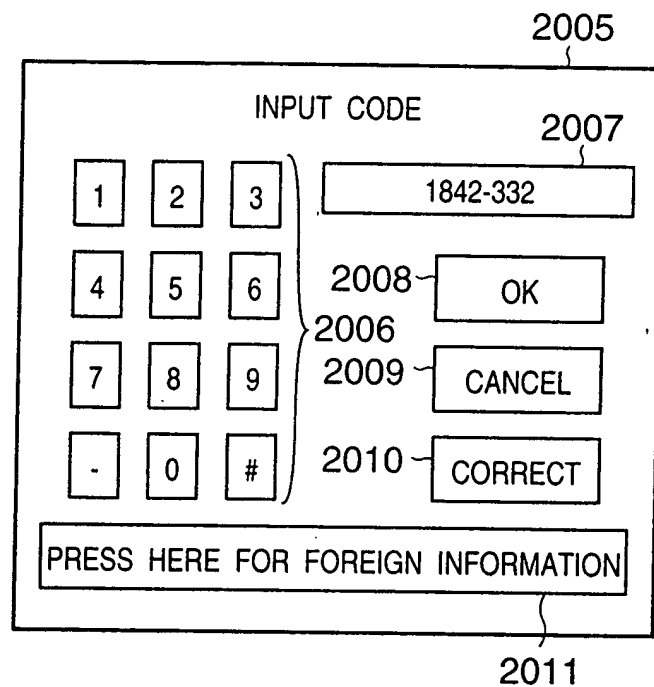 2005
INPUT CODE
2007
1 2 3
1842-332
4 5 6
2008
OK
2006
7 8 9
2009
CANCEL
- 0 #
2010
CORRECT
PRESS HERE FOR FOREIGN INFORMATION
2011